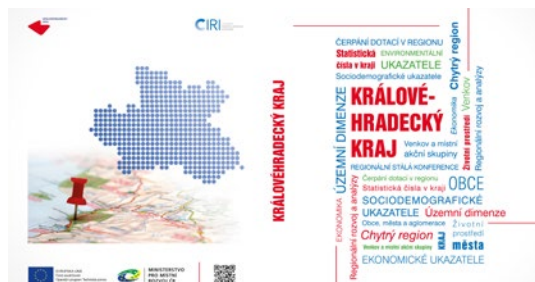 CIRI
MINISTERSTVO
PRO MÍSTNÍ
ROZVOJ ČR
KRÁLOVÉHRADECKÝ KRAJ
ČERPÁNÍ DOTACÍ V REGIONU
Statistická
čísla v kraji
ENVIRONMENTÁLNÍ
UKAZATELE
Sociodemografické ukazatele
KRÁLOVÉ-
HRADECKÝ
KRAJ
Venkov a místní
akční skupiny
REGIONÁLNÍ STÁLÁ KONFERENCE
Čerpání dotací v regionu
Statistická čísla v kraji
OBCE
SOCIODEMOGRAFICKÉ
UKAZATELE
Územní dimenze
Obce, města a aglomerace
Chytrý region
Venkov a místní akční skupiny
KRAJ
Životní
prostředí
města
EKONOMICKÉ UKAZATELE
ÚZEMNÍ DIMENZE
EKONOMIKA
Regionální rozvoj a analýzy
Chytrý region
Ekonomika
Venkov
Životní prostředí
Regionální rozvoj a analýzy